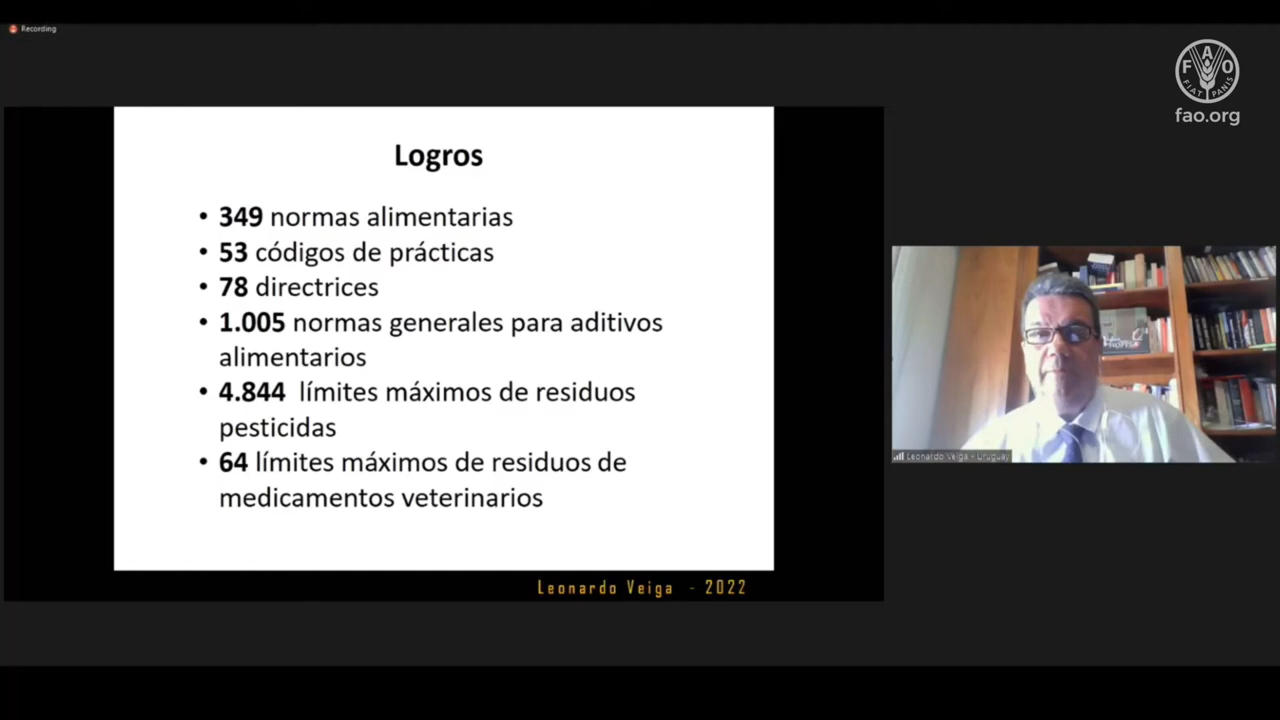 Recording
FAO
FIAT PANIS
fao.org
Logros
• 349 normas alimentarias
• 53 códigos de prácticas
• 78 directrices
• 1.005 normas generales para aditivos
alimentarios
• 4.844 límites máximos de residuos
pesticidas
• 64 límites máximos de residuos de
medicamentos veterinarios
Leonardo Veiga - Uruguay
Leonardo Veiga - 2022